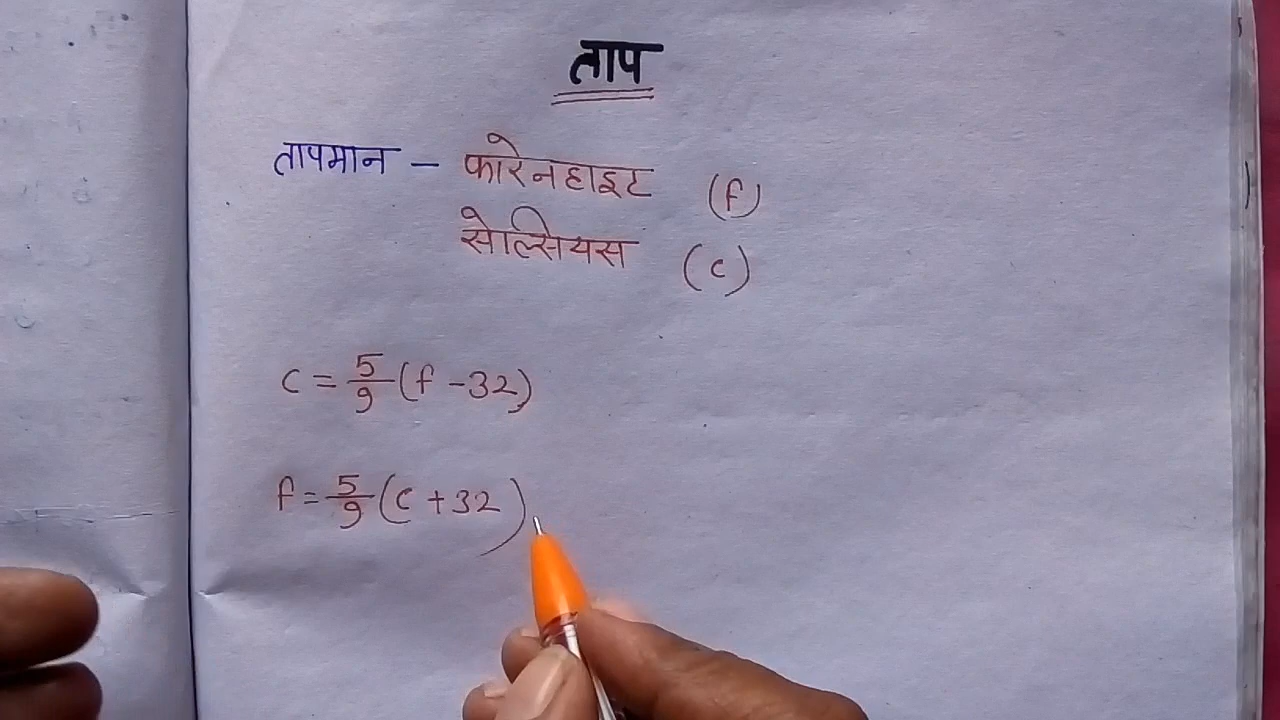 ताप
तापमान – फारेनहाइट (f)
सेल्सियस (c)
c = 5/9 (f - 32)
f = 5/9 (c + 32)